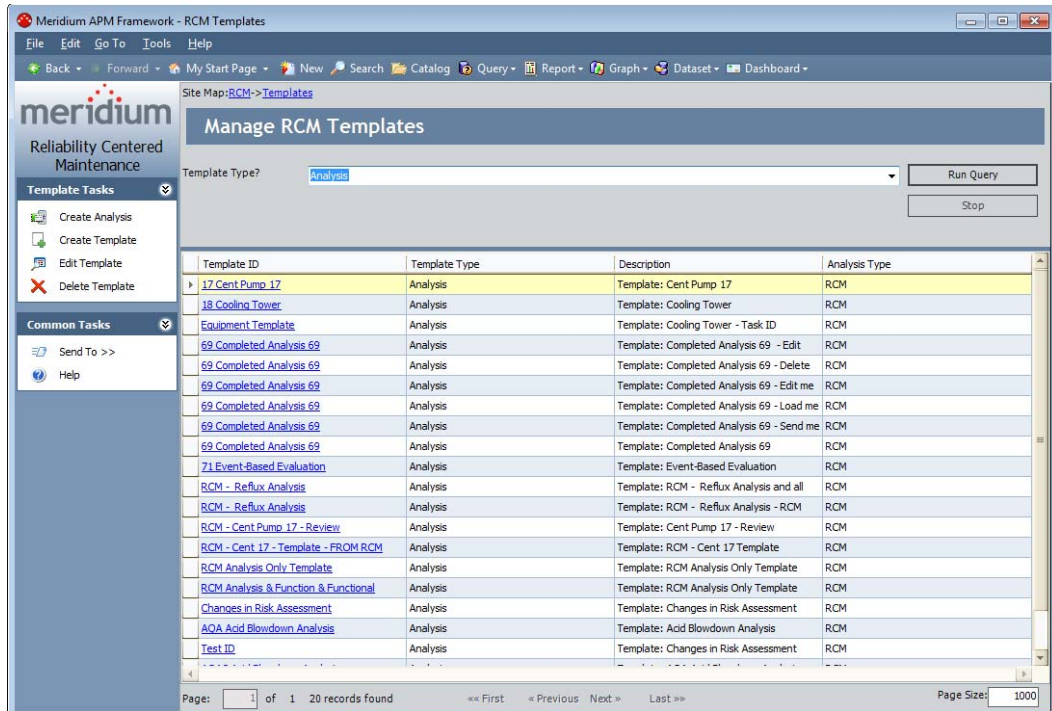 Meridium APM Framework - RCM Templates
File Edit Go To Tools Help
Back Forward My Start Page New Search Catalog Query Report Graph Dataset Dashboard
meridium
Reliability Centered
Maintenance
Template Tasks
Create Analysis
Create Template
Edit Template
Delete Template
Common Tasks
Send To >>
Help
Site Map:RCM->Templates
Manage RCM Templates
Template Type? Analysis Run Query
Stop
Template ID Template Type Description Analysis Type
17 Cent Pump 17 Analysis Template: Cent Pump 17 RCM
18 Cooling Tower Analysis Template: Cooling Tower RCM
Equipment Template Analysis Template: Cooling Tower - Task ID RCM
69 Completed Analysis 69 Analysis Template: Completed Analysis 69 - Edit RCM
69 Completed Analysis 69 Analysis Template: Completed Analysis 69 - Delete RCM
69 Completed Analysis 69 Analysis Template: Completed Analysis 69 - Edit me RCM
69 Completed Analysis 69 Analysis Template: Completed Analysis 69 - Load me RCM
69 Completed Analysis 69 Analysis Template: Completed Analysis 69 - Send me RCM
69 Completed Analysis 69 Analysis Template: Completed Analysis 69 RCM
71 Event-Based Evaluation Analysis Template: Event-Based Evaluation RCM
RCM - Reflux Analysis Analysis Template: RCM - Reflux Analysis and all RCM
RCM - Reflux Analysis Analysis Template: RCM - Reflux Analysis - RCM RCM
RCM - Cent Pump 17 - Review Analysis Template: Cent Pump 17 - Review RCM
RCM - Cent 17 - Template - FROM RCM Analysis Template: RCM - Cent 17 Template RCM
RCM Analysis Only Template Analysis Template: RCM Analysis Only Template RCM
RCM Analysis & Function & Functional Analysis Template: RCM Analysis Only Template RCM
Changes in Risk Assessment Analysis Template: Changes in Risk Assessment RCM
AQA Acid Blowdown Analysis Analysis Template: Acid Blowdown Analysis RCM
Test ID Analysis Template: Changes in Risk Assessment RCM
Page: 1 of 1 20 records found «« First « Previous Next » Last »» Page Size: 1000